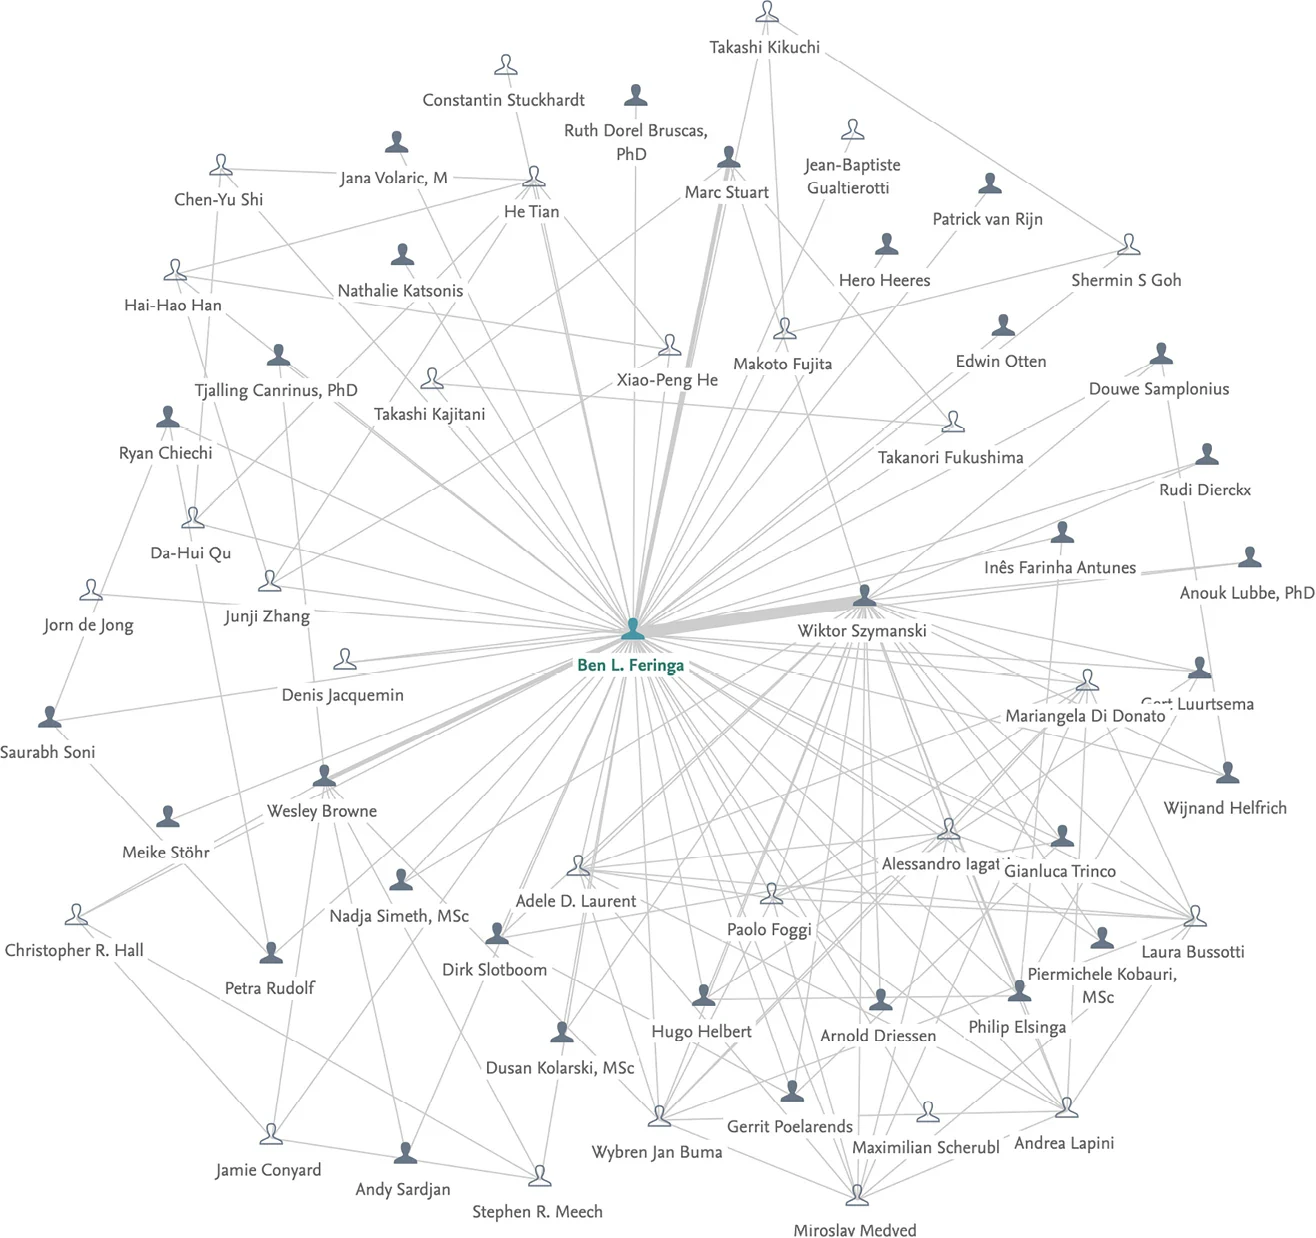 Takashi Kikuchi
Constantin Stuckhardt
Ruth Dorel Bruscas,
PhD
Jean-Baptiste
Gualtierotti
Jana Volaric, M
Marc Stuart
Chen-Yu Shi
He Tian
Patrick van Rijn
Nathalie Katsonis
Hero Heeres
Shermin S Goh
Hai-Hao Han
Makoto Fujita
Edwin Otten
Xiao-Peng He
Tjalling Canrinus, PhD
Douwe Samplonius
Takashi Kajitani
Ryan Chiechi
Takanori Fukushima
Rudi Dierckx
Da-Hui Qu
Inês Farinha Antunes
Anouk Lubbe, PhD
Junji Zhang
Jorn de Jong
Wiktor Szymanski
Ben L. Feringa
Denis Jacquemin
Gert Luurtsema
Mariangela Di Donato
Saurabh Soni
Wesley Browne
Wijnand Helfrich
Meike Stöhr
Alessandro Iagat
Gianluca Trinco
Adele D. Laurent
Nadja Simeth, MSc
Paolo Foggi
Christopher R. Hall
Laura Bussotti
Dirk Slotboom
Piermichele Kobauri,
MSc
Petra Rudolf
Hugo Helbert
Arnold Driessen
Philip Elsinga
Dusan Kolarski, MSc
Gerrit Poelarends
Wybren Jan Buma
Maximilian Scherubl
Andrea Lapini
Jamie Conyard
Andy Sardjan
Stephen R. Meech
Miroslav Medved